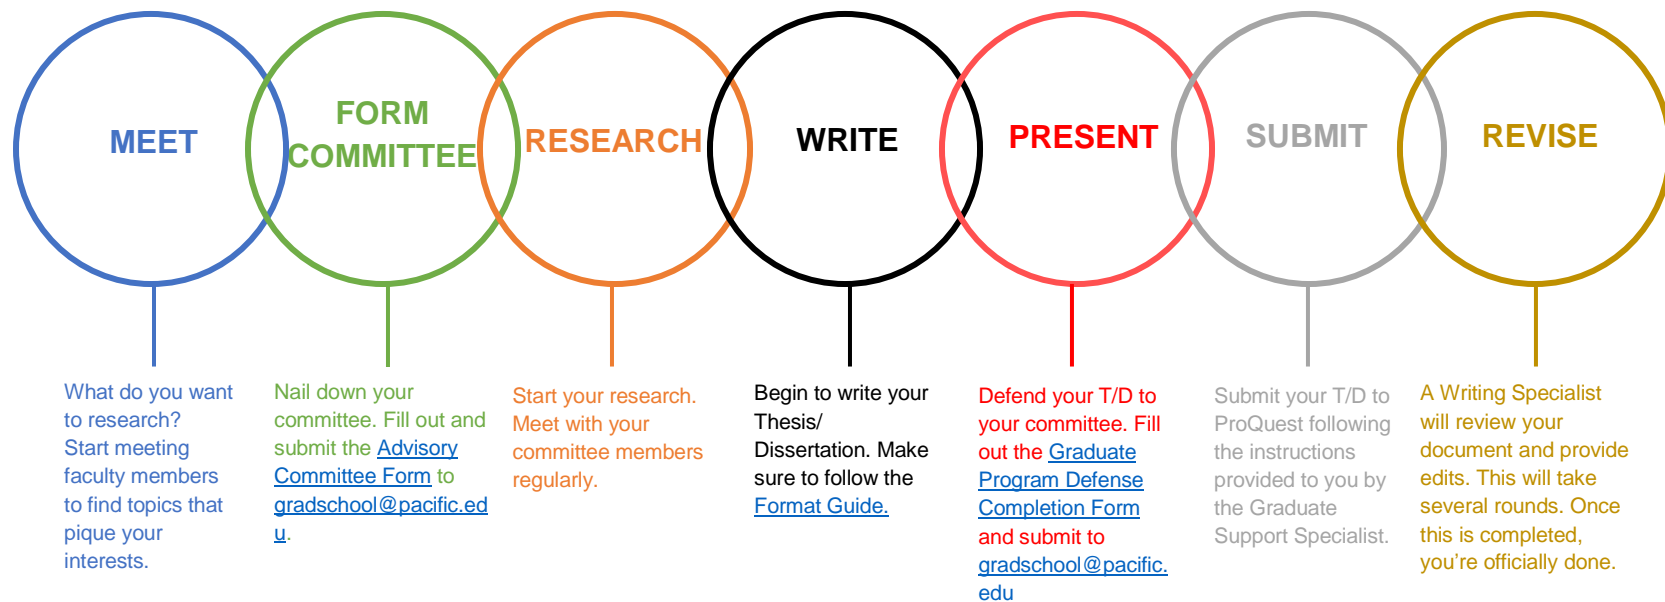 MEET
FORM
COMMITTEE
RESEARCH
WRITE
PRESENT
SUBMIT
REVISE
What do you want
to research?
Start meeting
faculty members
to find topics that
pique your
interests.
Nail down your
committee. Fill out and
submit the Advisory
Committee Form to
gradschool@pacific.ed
u.
Start your research.
Meet with your
committee members
regularly.
Begin to write your
Thesis/
Dissertation. Make
sure to follow the
Format Guide.
Defend your T/D to
your committee. Fill
out the Graduate
Program Defense
Completion Form
and submit to
gradschool@pacific.
edu
Submit your T/D to
ProQuest following
the instructions
provided to you by
the Graduate
Support Specialist.
A Writing Specialist
will review your
document and provide
edits. This will take
several rounds. Once
this is completed,
you’re officially done.